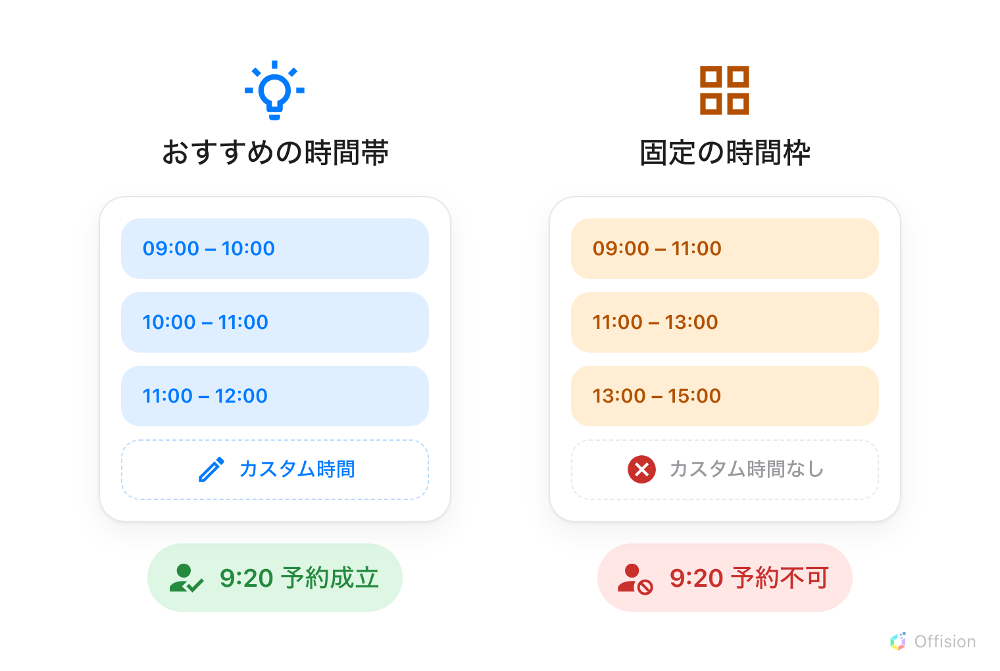 おすすめの時間帯
09:00 – 10:00
10:00 – 11:00
11:00 – 12:00
カスタム時間
9:20 予約成立
固定の時間枠
09:00 – 11:00
11:00 – 13:00
13:00 – 15:00
カスタム時間なし
9:20 予約不可
Offision